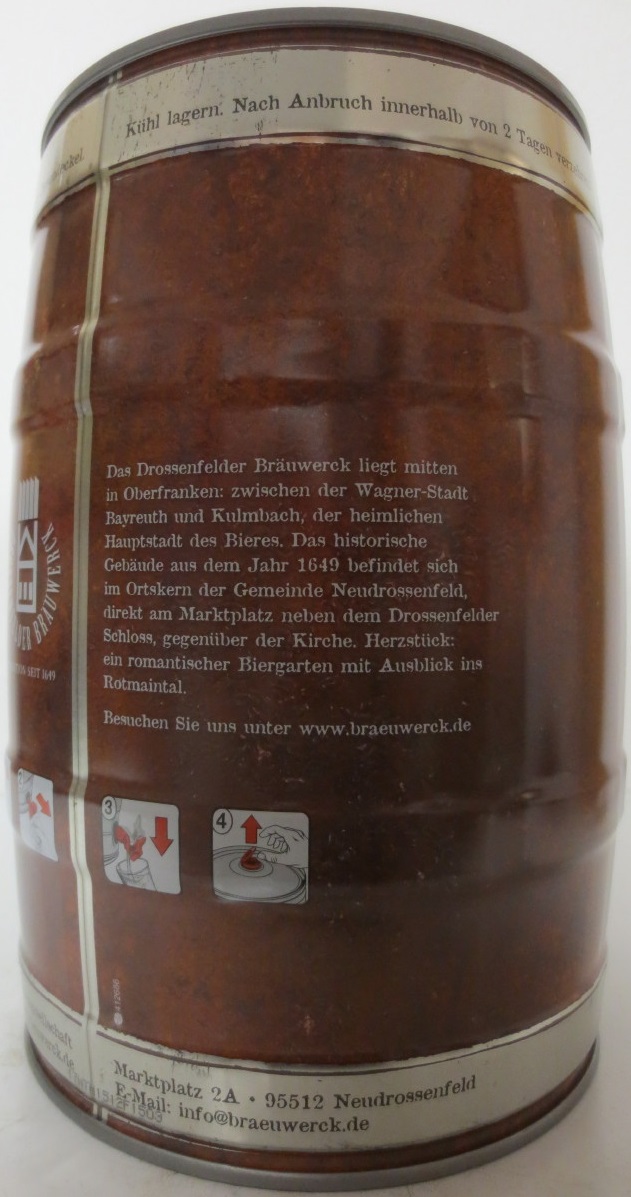 Kühl lagern. Nach Anbruch innerhalb von 2 Tagen
Das Drossenfelder Bräuwerck liegt mitten
in Oberfranken: zwischen der Wagner-Stadt
Bayreuth und Kulmbach, der heimlichen
Hauptstadt des Bieres. Das historische
Gebäude aus dem Jahr 1649 befindet sich
im Ortskern der Gemeinde Neudrossenfeld,
direkt am Marktplatz neben dem Drossenfelder
Schloss, gegenüber der Kirche. Herzstück:
ein romantischer Biergarten mit Ausblick ins
Rotmaintal.
Besuchen Sie uns unter www.braeuwerck.de
DER BRÄUWERCK
SEIT 1649
3
4
412688
Marktplatz 2A • 95512 Neudrossenfeld
E-Mail: info@braeuwerck.de